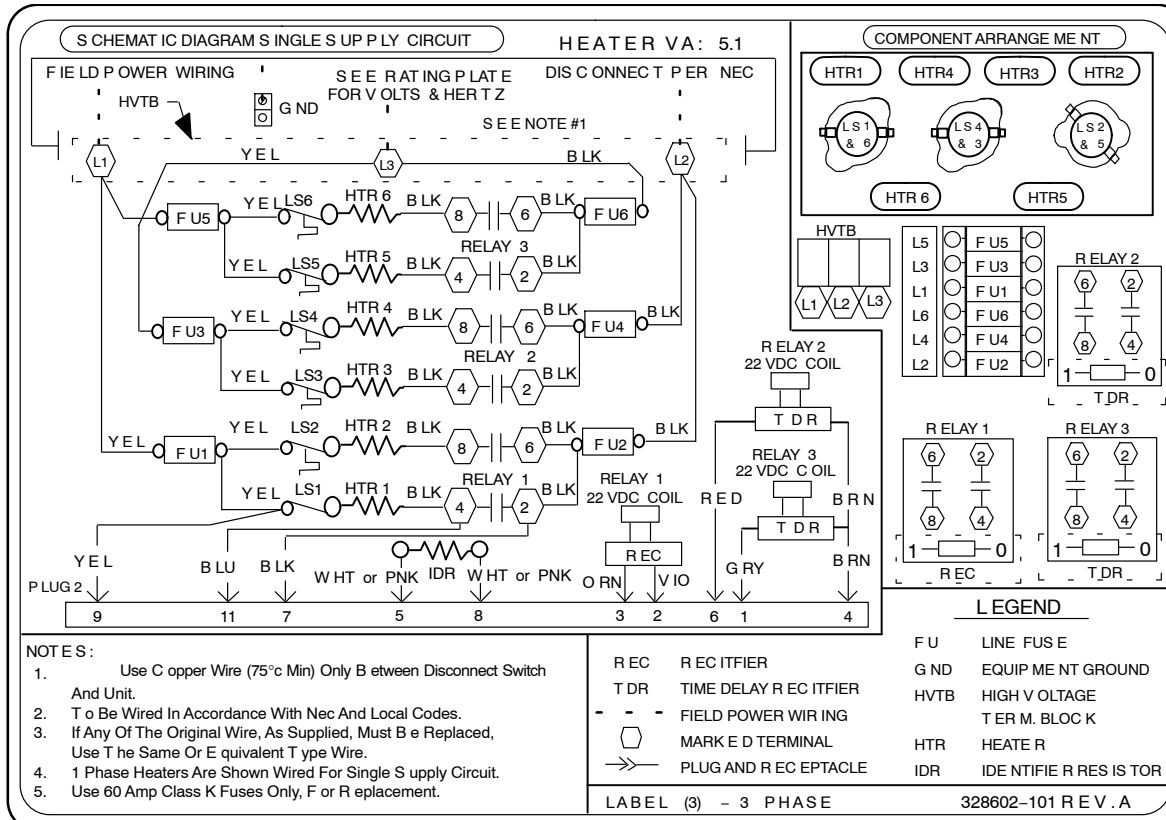 SCHEMATIC DIAGRAM SINGLE SUPPLY CIRCUIT
HEATER VA: 5.1
FIELD POWER WIRING
SEE RATING PLATE
FOR VOLTS & HERTZ
DISCONNECT PER NEC
HVTB
GND
SEE NOTE #1
L1
YEL
L3
BLK
L2
FU5
YEL
LS6
HTR 6
BLK
8
6
BLK
FU6
RELAY 3
YEL
LS5
HTR 5
BLK
4
2
BLK
FU3
YEL
LS4
HTR 4
BLK
8
6
BLK
FU4
BLK
RELAY 2
YEL
LS3
HTR 3
BLK
4
2
BLK
YEL
FU1
YEL
LS2
HTR 2
BLK
8
6
BLK
FU2
BLK
RELAY 1
YEL
LS1
HTR 1
BLK
4
2
BLK
RELAY 1
22 VDC COIL
REC
RELAY 2
22 VDC COIL
TDR
RELAY 3
22 VDC COIL
TDR
RED
BRN
GRY
BRN
YEL
BLU
BLK
WHT or PNK
IDR
WHT or PNK
ORN
VIO
PLUG 2
9
11
7
5
8
3
2
6
1
4
COMPONENT ARRANGEMENT
HTR1
HTR4
HTR3
HTR2
LS 1
& 6
LS 4
& 3
LS 2
& 5
HTR 6
HTR5
HVTB
L1
L2
L3
L5
FU5
L3
FU3
L1
FU1
L6
FU6
L4
FU4
L2
FU2
RELAY 2
6
2
8
4
1
0
TDR
RELAY 1
6
2
8
4
1
0
REC
RELAY 3
6
2
8
4
1
0
TDR
NOTES:
1. Use Copper Wire (75°c Min) Only Between Disconnect Switch
And Unit.
2. To Be Wired In Accordance With Nec And Local Codes.
3. If Any Of The Original Wire, As Supplied, Must Be Replaced,
Use The Same Or Equivalent Type Wire.
4. 1 Phase Heaters Are Shown Wired For Single Supply Circuit.
5. Use 60 Amp Class K Fuses Only, For Replacement.
REC RECITFIER
TDR TIME DELAY RECITFIER
FIELD POWER WIRING
MARKED TERMINAL
PLUG AND RECEPTACLE
LEGEND
FU LINE FUSE
GND EQUIPMENT GROUND
HVTB HIGH VOLTAGE
TERM. BLOCK
HTR HEATER
IDR IDENTIFIER RESISTOR
LABEL (3) – 3 PHASE
328602–101 REV. A